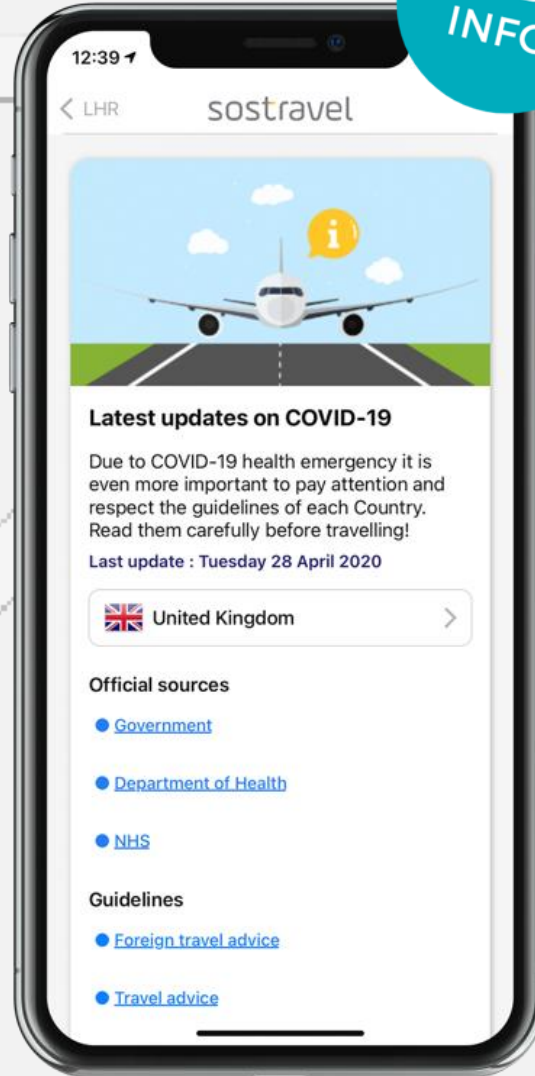 INFO
12:39
LHR
sostravel
i
Latest updates on COVID-19
Due to COVID-19 health emergency it is
even more important to pay attention and
respect the guidelines of each Country.
Read them carefully before travelling!
Last update : Tuesday 28 April 2020
United Kingdom
Official sources
Government
Department of Health
NHS
Guidelines
Foreign travel advice
Travel advice